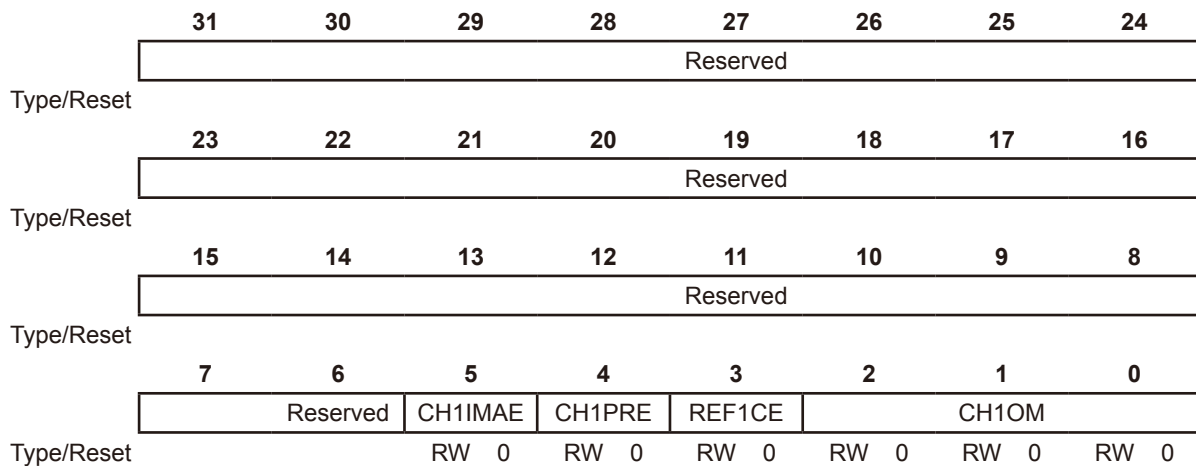 31 30 29 28 27 26 25 24
Reserved
Type/Reset
23 22 21 20 19 18 17 16
Reserved
Type/Reset
15 14 13 12 11 10 9 8
Reserved
Type/Reset
7 6 5 4 3 2 1 0
Reserved CH1IMAE CH1PRE REF1CE CH1OM
Type/Reset RW 0 RW 0 RW 0 RW 0 RW 0 RW 0